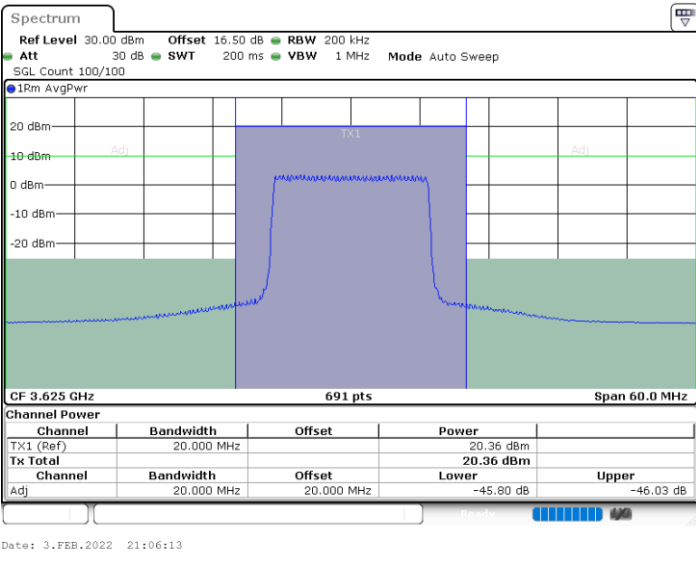 Spectrum
Ref Level 30.00 dBm Offset 16.50 dB RBW 200 kHz
Att 30 dB SWT 200 ms VBW 1 MHz Mode Auto Sweep
SGL Count 100/100
1Rm AvgPwr
20 dBm
TX1
Adj Adj
10 dBm
0 dBm
-10 dBm
-20 dBm
CF 3.625 GHz 691 pts Span 60.0 MHz
Channel Power
Channel Bandwidth Offset Power
TX1 (Ref) 20.000 MHz 20.36 dBm
Tx Total 20.36 dBm
Channel Bandwidth Offset Lower Upper
Adj 20.000 MHz 20.000 MHz -45.80 dB -46.03 dB
Ready
Date: 3.FEB.2022 21:06:13